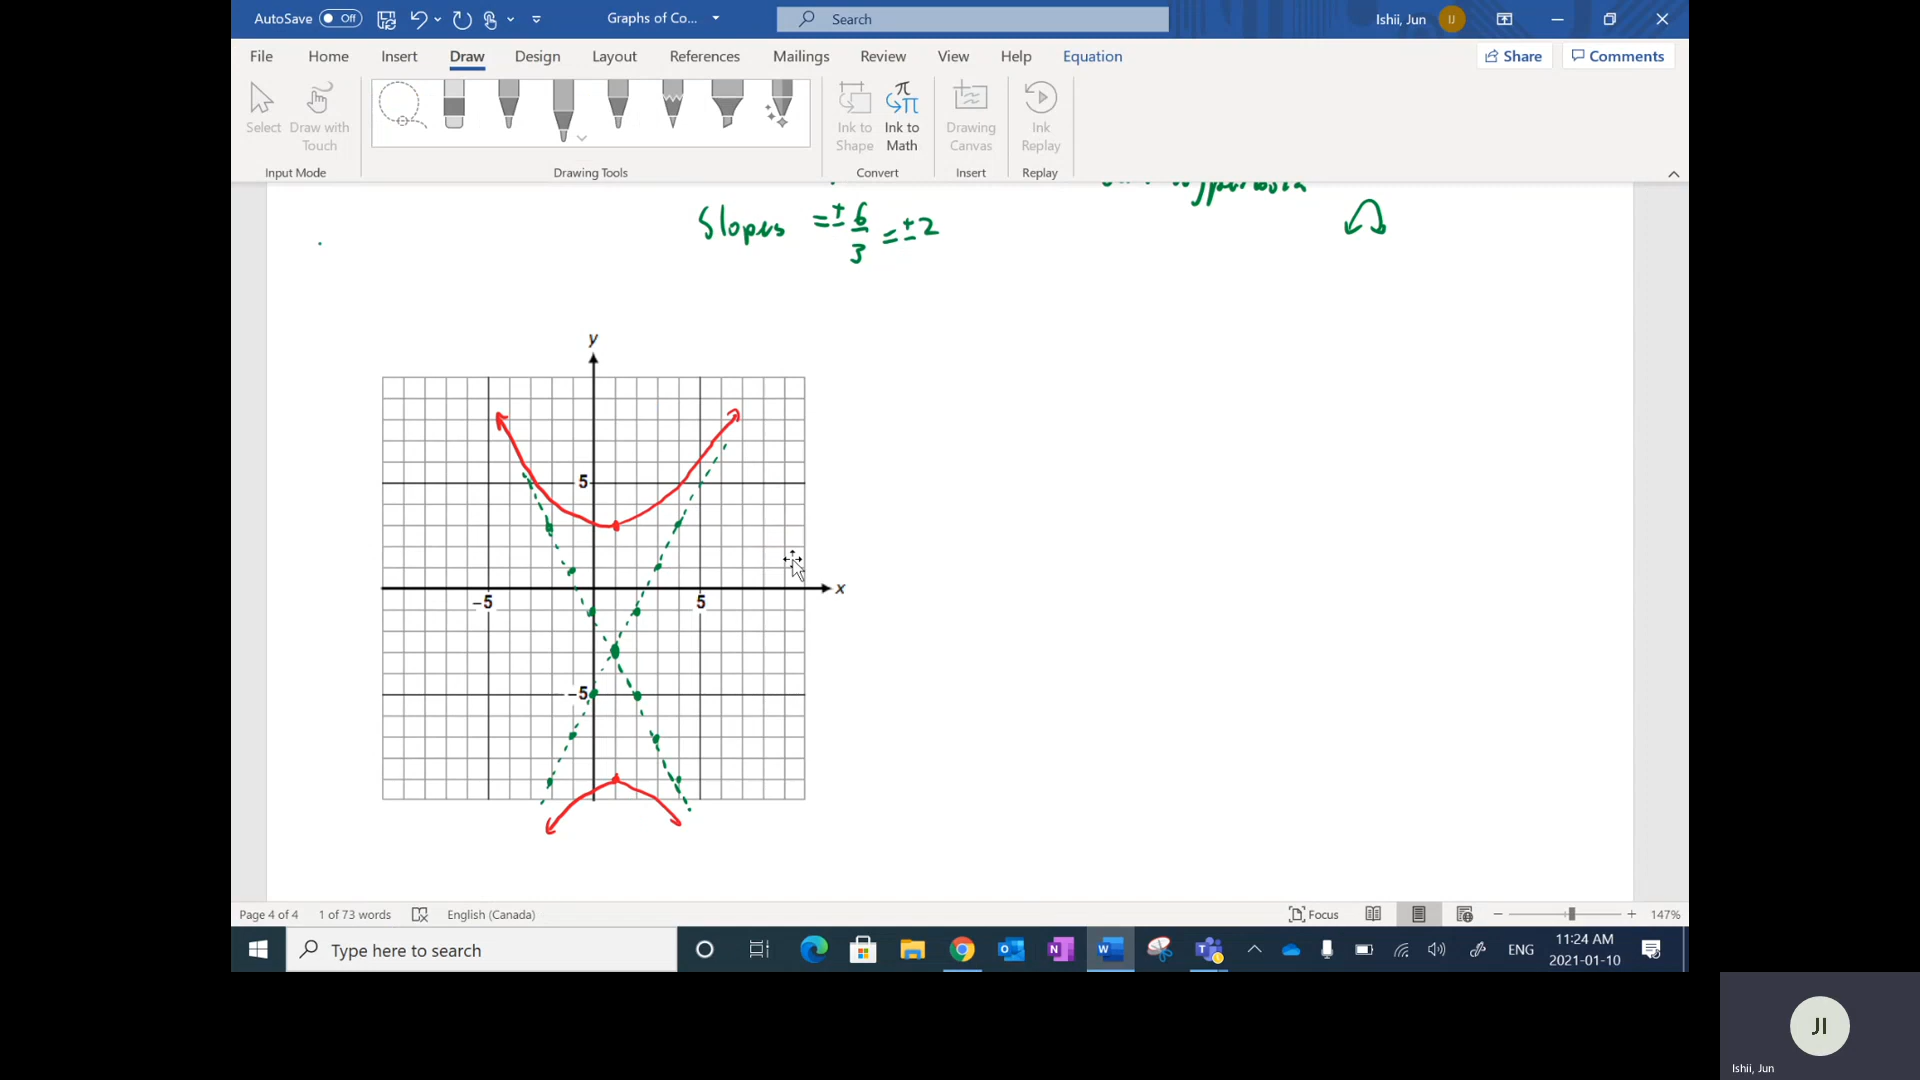 AutoSave Off Graphs of Co... Search Ishii, Jun IJ
File Home Insert Draw Design Layout References Mailings Review View Help Equation Share Comments
Select Draw with Touch Ink to Shape Ink to Math Drawing Canvas Ink Replay
Input Mode Drawing Tools Convert Insert Replay
Slopes = ± 6/3 = ± 2
y
5
-5 5 x
-5
Page 4 of 4 1 of 73 words English (Canada) Focus 147%
Type here to search ENG 11:24 AM
2021-01-10
JI
Ishii, Jun